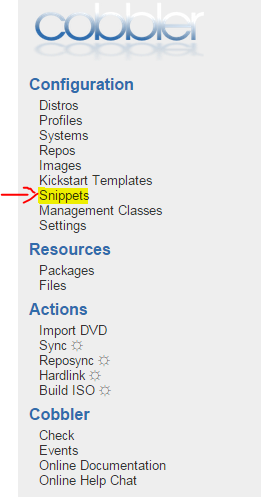 cobbler
Configuration
Distros
Profiles
Systems
Repos
Images
Kickstart Templates
Snippets
Management Classes
Settings
Resources
Packages
Files
Actions
Import DVD
Sync
Reposync
Hardlink
Build ISO
Cobbler
Check
Events
Online Documentation
Online Help Chat